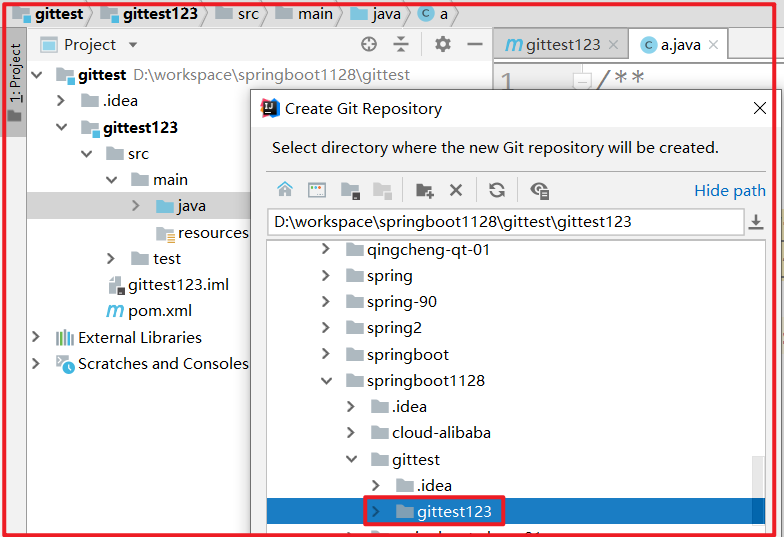 gittest gittest123 src main java a
1: Project
Project
gittest123
a.java
gittest D:\workspace\springboot1128\gittest
.idea
gittest123
src
main
java
resources
test
gittest123.iml
pom.xml
External Libraries
Scratches and Consoles
1
/**
Create Git Repository
Select directory where the new Git repository will be created.
Hide path
D:\workspace\springboot1128\gittest\gittest123
qingcheng-qt-01
spring
spring-90
spring2
springboot
springboot1128
.idea
cloud-alibaba
gittest
.idea
gittest123